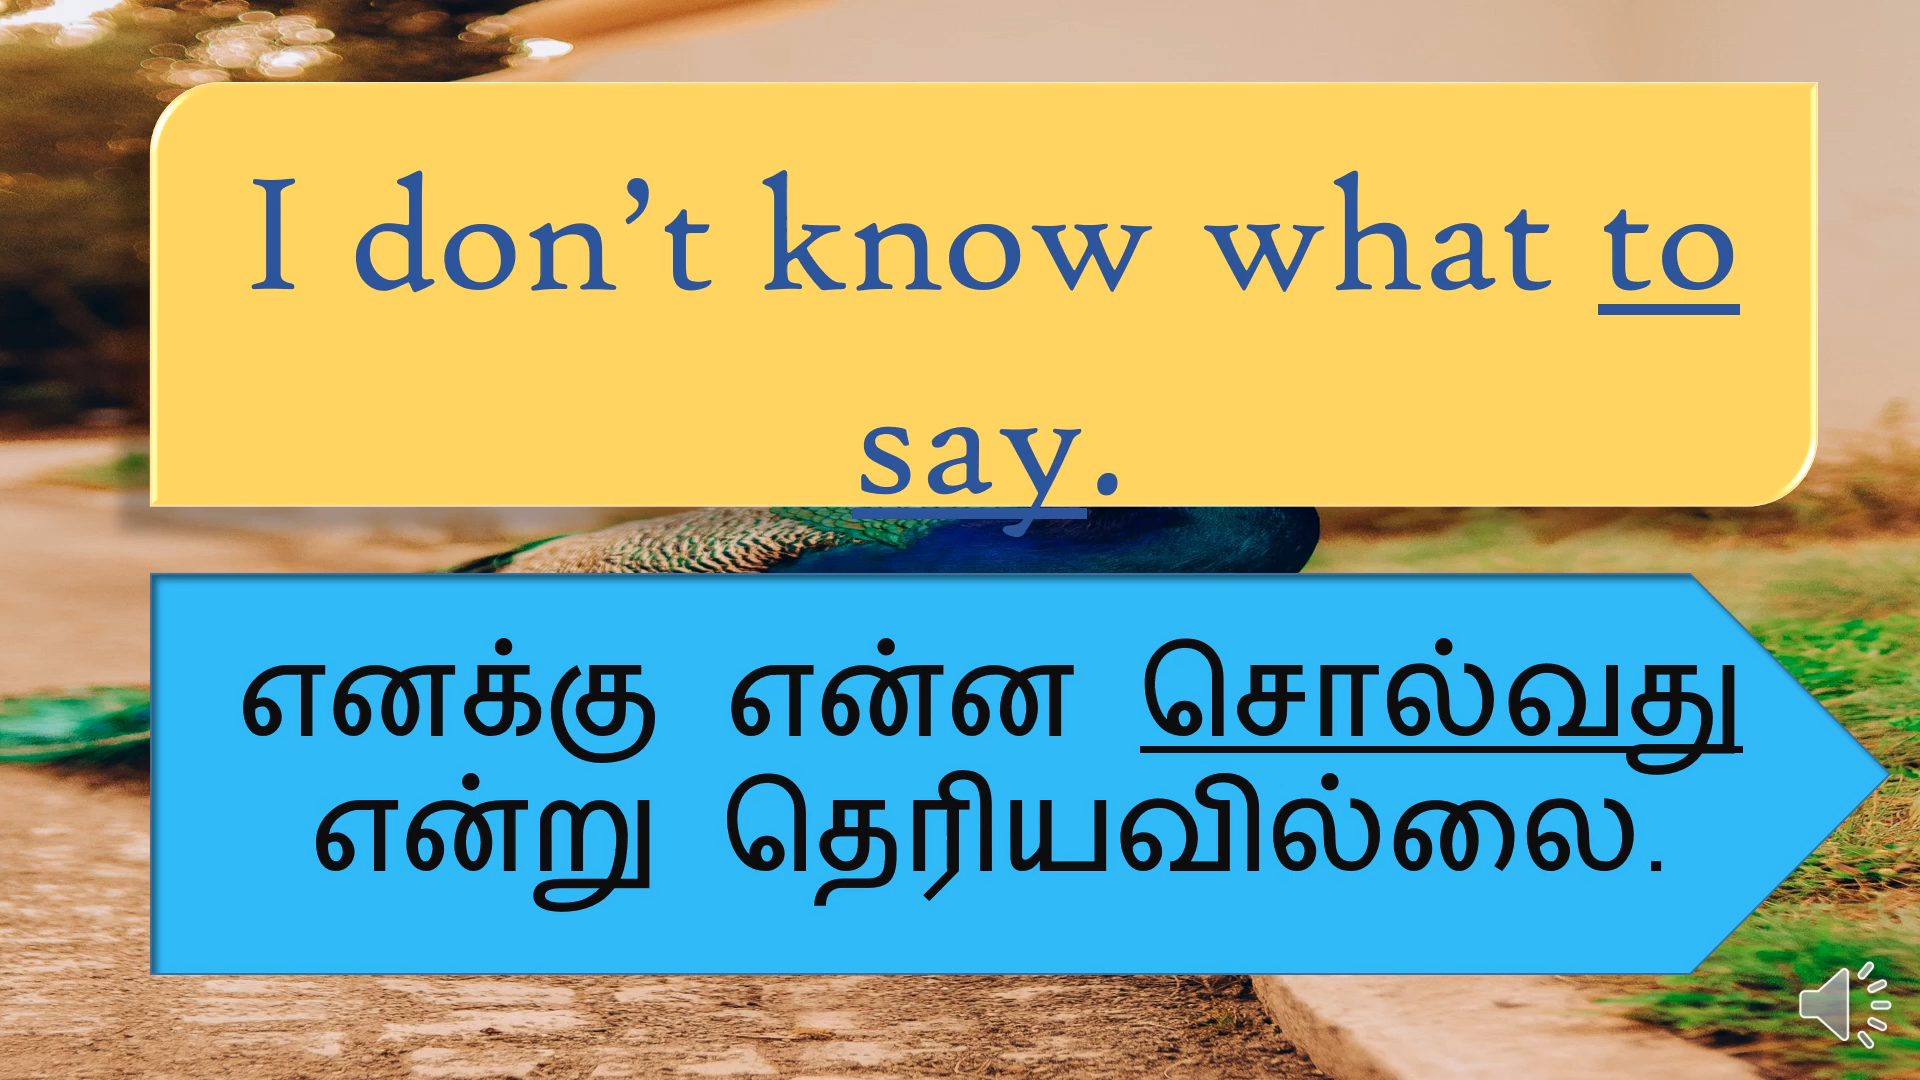 I don’t know what to
say.
எனக்கு என்ன சொல்வது
என்று தெரியவில்லை.